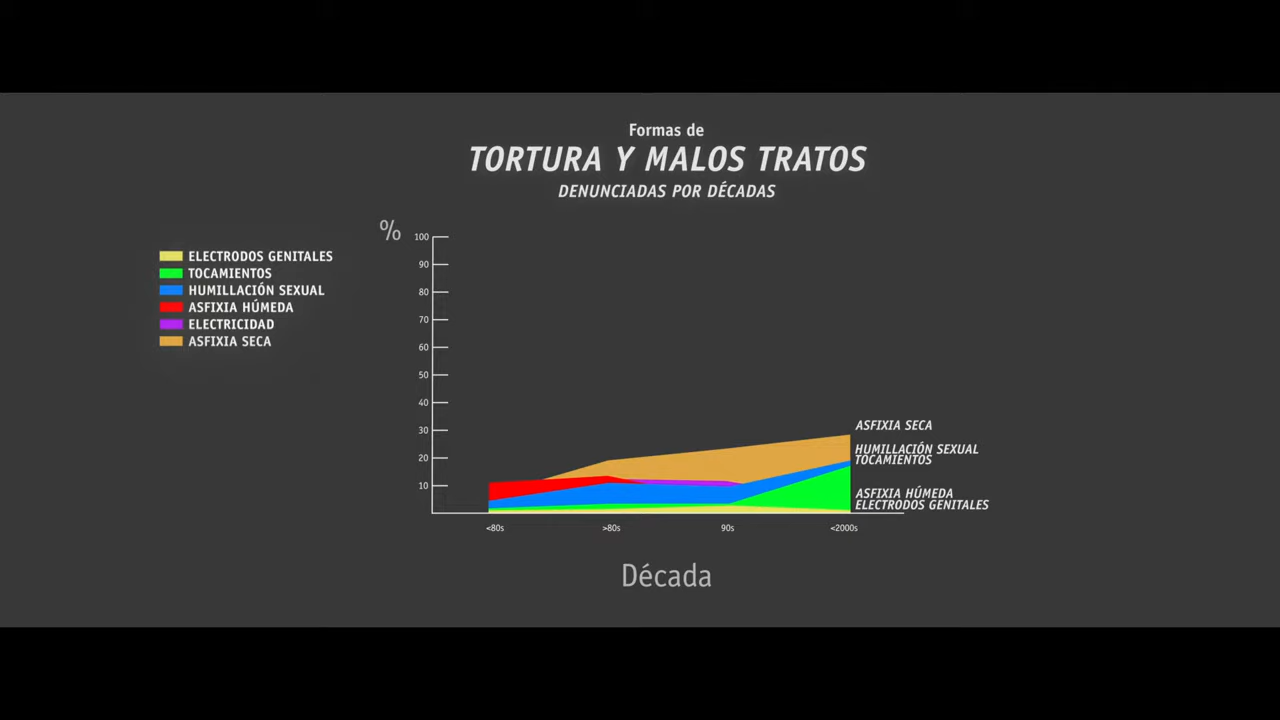 Formas de
TORTURA Y MALOS TRATOS
DENUNCIADAS POR DÉCADAS
ELECTRODOS GENITALES
TOCAMIENTOS
HUMILLACIÓN SEXUAL
ASFIXIA HÚMEDA
ELECTRICIDAD
ASFIXIA SECA
%
100
90
80
70
60
50
40
30
20
10
ASFIXIA SECA
HUMILLACIÓN SEXUAL
TOCAMIENTOS
ASFIXIA HÚMEDA
ELECTRODOS GENITALES
<80s >80s 90s <2000s
Década